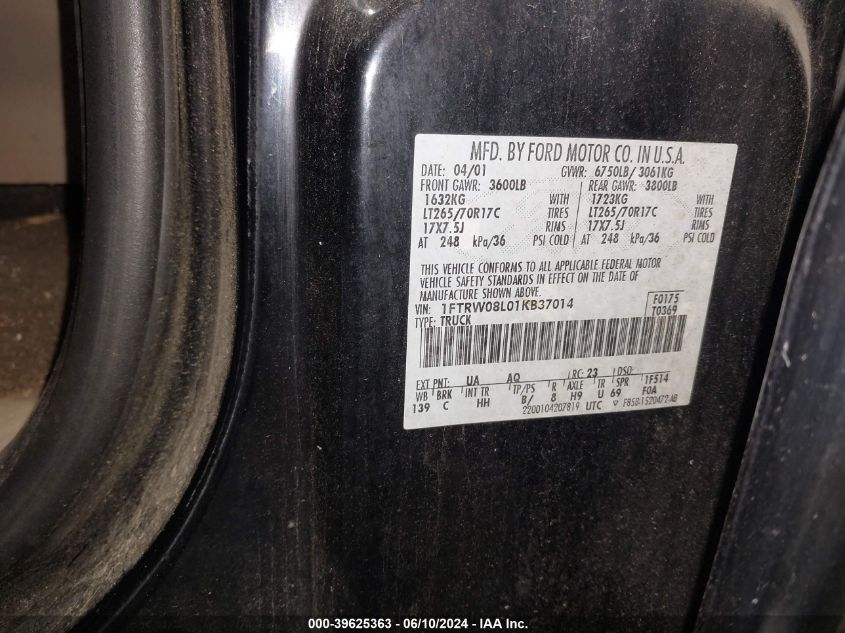 MFD. BY FORD MOTOR CO. IN U.S.A.
DATE: 04/01 GVWR: 6750LB/ 3061KG
FRONT GAWR: 3600LB REAR GAWR: 3800LB
1632KG WITH 1723KG WITH
LT265/70R17C TIRES LT265/70R17C TIRES
17X7.5J RIMS 17X7.5J RIMS
AT 248 kPa/36 PSI COLD AT 248 kPa/36 PSI COLD
THIS VEHICLE CONFORMS TO ALL APPLICABLE FEDERAL MOTOR
VEHICLE SAFETY STANDARDS IN EFFECT ON THE DATE OF
MANUFACTURE SHOWN ABOVE.
VIN: 1FTRW08L01KB37014 F0175
TYPE: TRUCK T0369
EXT PNT: UA AQ RC: 23 DSO:
WB BRK INT TR TP/PS R AXLE TR SPR 1F514
139 C HH B/ 8 H9 U 69 F0A
2200104207819 UTC
000-39625363 - 06/10/2024 - IAA Inc.